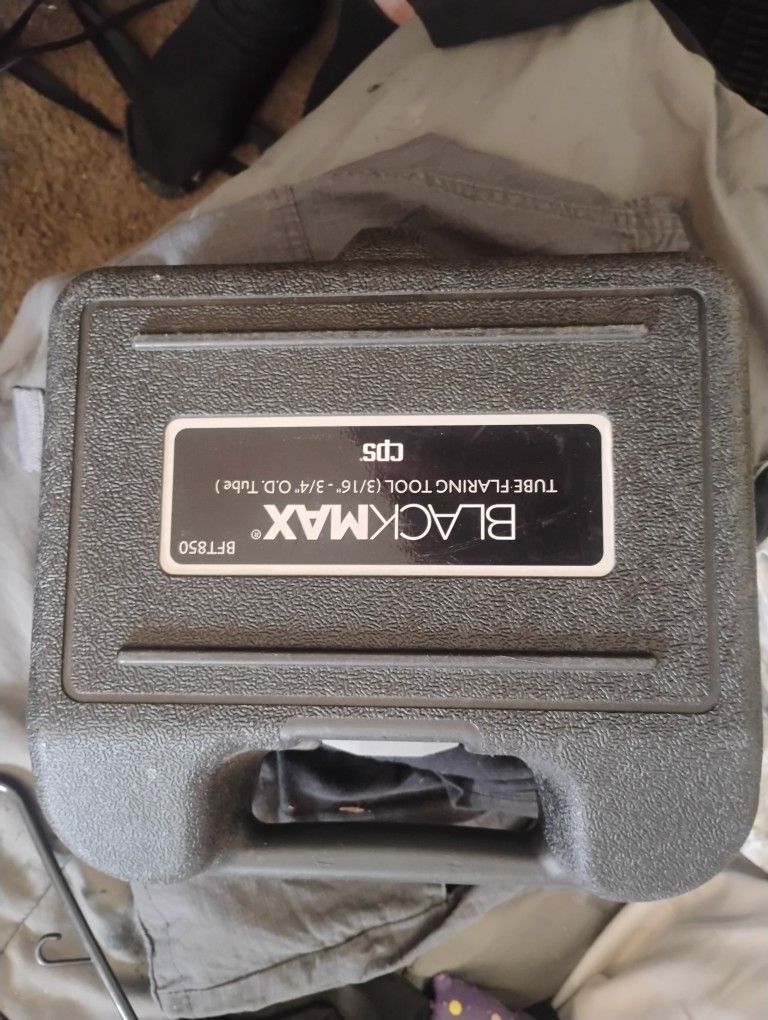 BFT850
BLACKMAX®
TUBE FLARING TOOL (3/16" - 3/4" O.D. Tube)
cps®